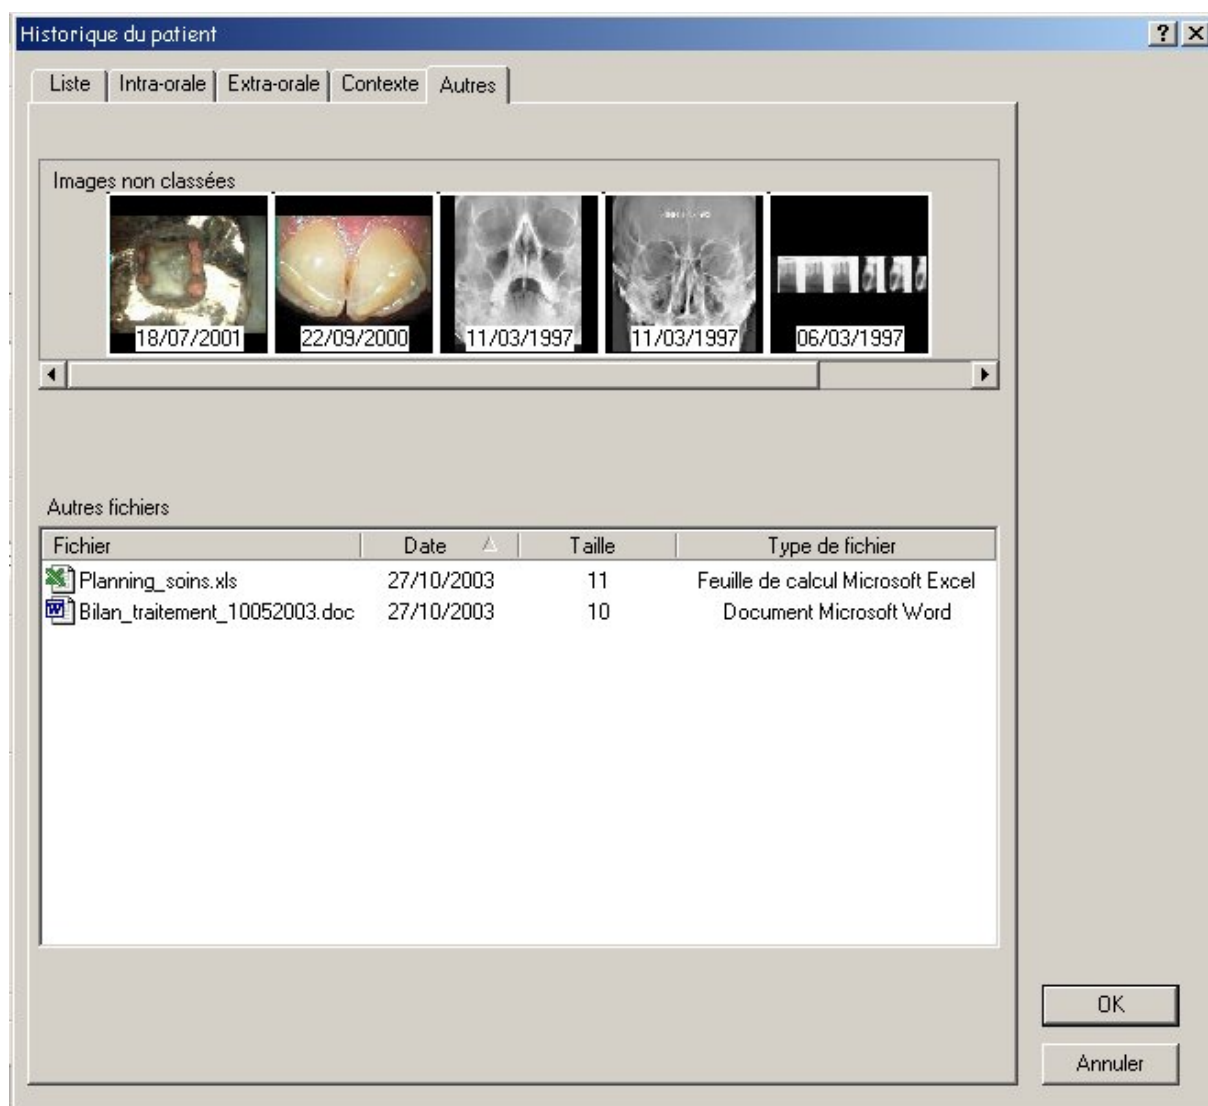 Historique du patient
Liste Intra-orale Extra-orale Contexte Autres
Images non classées
18/07/2001 22/09/2000 11/03/1997 11/03/1997 06/03/1997
Autres fichiers
Fichier Date Taille Type de fichier
Planning_soins.xls 27/10/2003 11 Feuille de calcul Microsoft Excel
Bilan_traitement_10052003.doc 27/10/2003 10 Document Microsoft Word
OK
Annuler